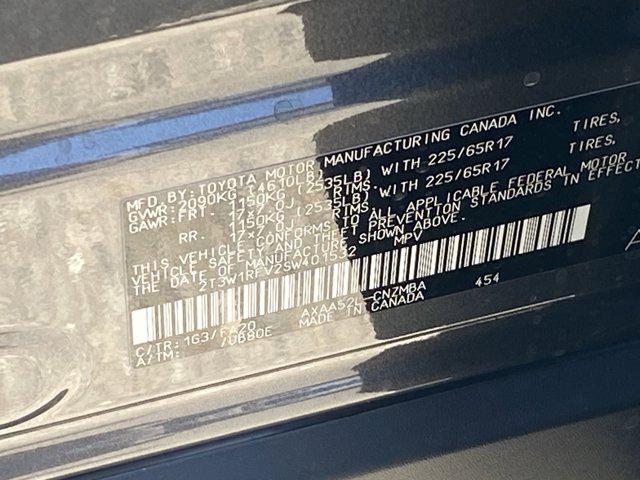 MFD.BY:TOYOTA MOTOR MANUFACTURING CANADA INC.
GVWR:2090KG (4610LB)
GAWR:FRT. 1150KG (2535LB) WITH 225/65R17 TIRES,
17x7.0J RIMS.
RR. 1150KG (2535LB) WITH 225/65R17 TIRES,
17x7.0J RIMS.
THIS VEHICLE CONFORMS TO ALL APPLICABLE FEDERAL MOTOR
VEHICLE SAFETY AND THEFT PREVENTION STANDARDS IN EFFECT
THE DATE OF MANUFACTURE SHOWN ABOVE.
2T3W1RFV2SW401532 MPV
C/TR:1G3/FA20 AXAA52L-CNZMBA 454
A/TM: /UB80E MADE IN CANADA